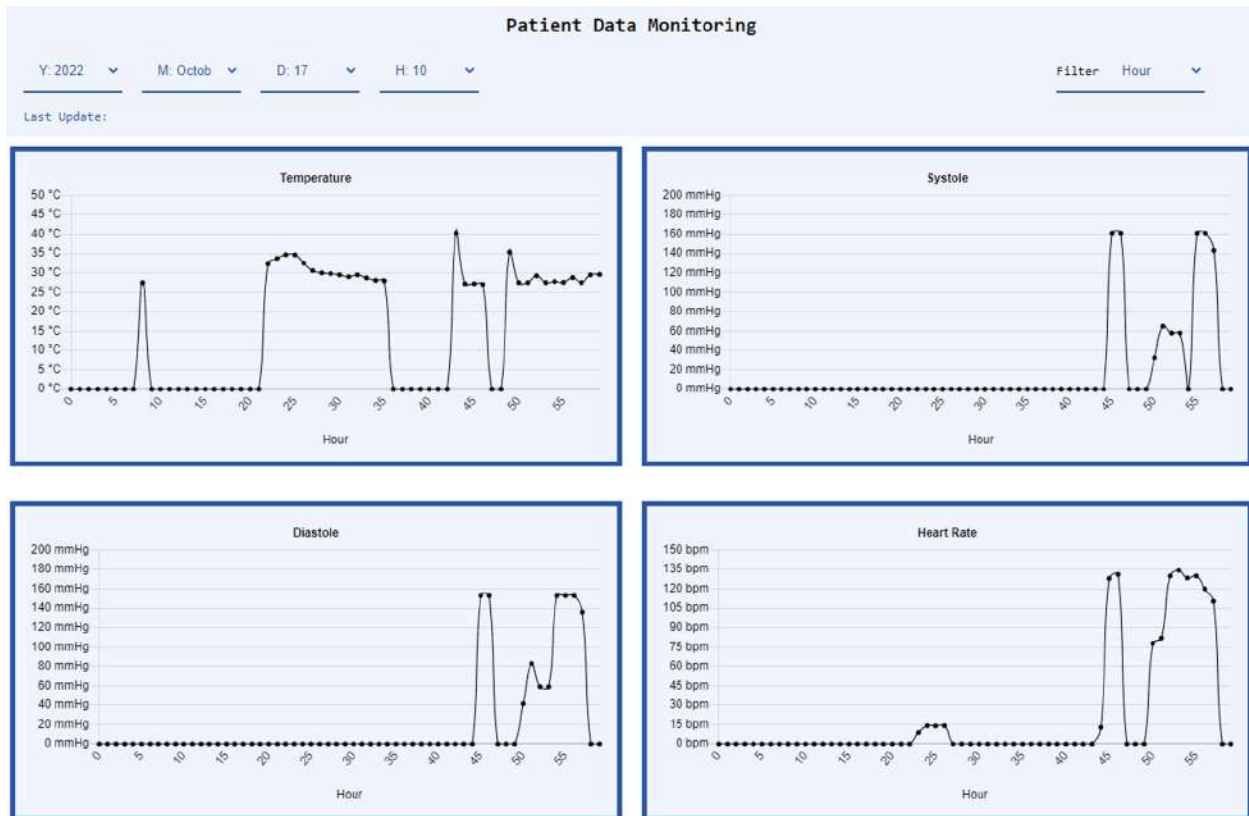 Patient Data Monitoring
Y: 2022 M: Octob D: 17 H: 10 Filter Hour
Last Update:
Temperature
50 °C
45 °C
40 °C
35 °C
30 °C
25 °C
20 °C
15 °C
10 °C
5 °C
0 °C
0 5 10 15 20 25 30 35 40 45 50 55
Hour
Systole
200 mmHg
180 mmHg
160 mmHg
140 mmHg
120 mmHg
100 mmHg
80 mmHg
60 mmHg
40 mmHg
20 mmHg
0 mmHg
0 5 10 15 20 25 30 35 40 45 50 55
Hour
Diastole
200 mmHg
180 mmHg
160 mmHg
140 mmHg
120 mmHg
100 mmHg
80 mmHg
60 mmHg
40 mmHg
20 mmHg
0 mmHg
0 5 10 15 20 25 30 35 40 45 50 55
Hour
Heart Rate
150 bpm
135 bpm
120 bpm
105 bpm
90 bpm
75 bpm
60 bpm
45 bpm
30 bpm
15 bpm
0 bpm
0 5 10 15 20 25 30 35 40 45 50 55
Hour